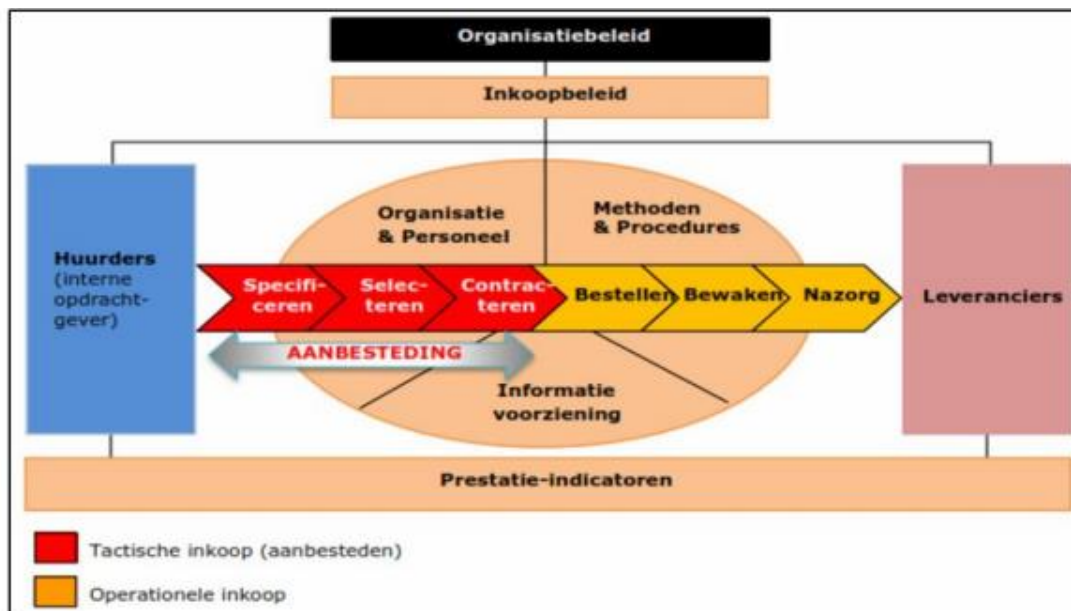 Organisatiebeleid
Inkoopbeleid
Organisatie
& Personeel
Methoden
& Procedures
Huurders
(interne
opdracht-
gever)
Specifi-
ceren
Selec-
teren
Contrac-
teren
Bestellen
Bewaken
Nazorg
Leveranciers
AANBESTEDING
Informatie
voorziening
Prestatie-indicatoren
Tactische inkoop (aanbesteden)
Operationele inkoop